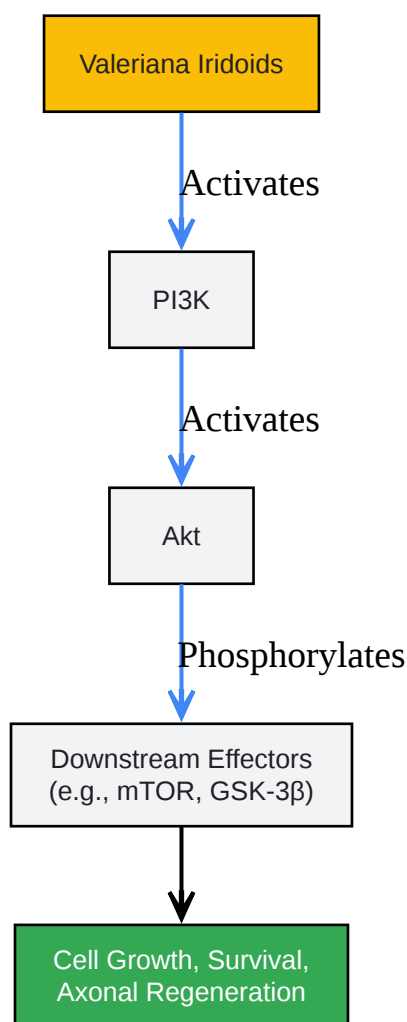 Valeriana Iridoids
Activates
PI3K
Activates
Akt
Phosphorylates
Downstream Effectors
(e.g., mTOR, GSK-3β)
Cell Growth, Survival,
Axonal Regeneration